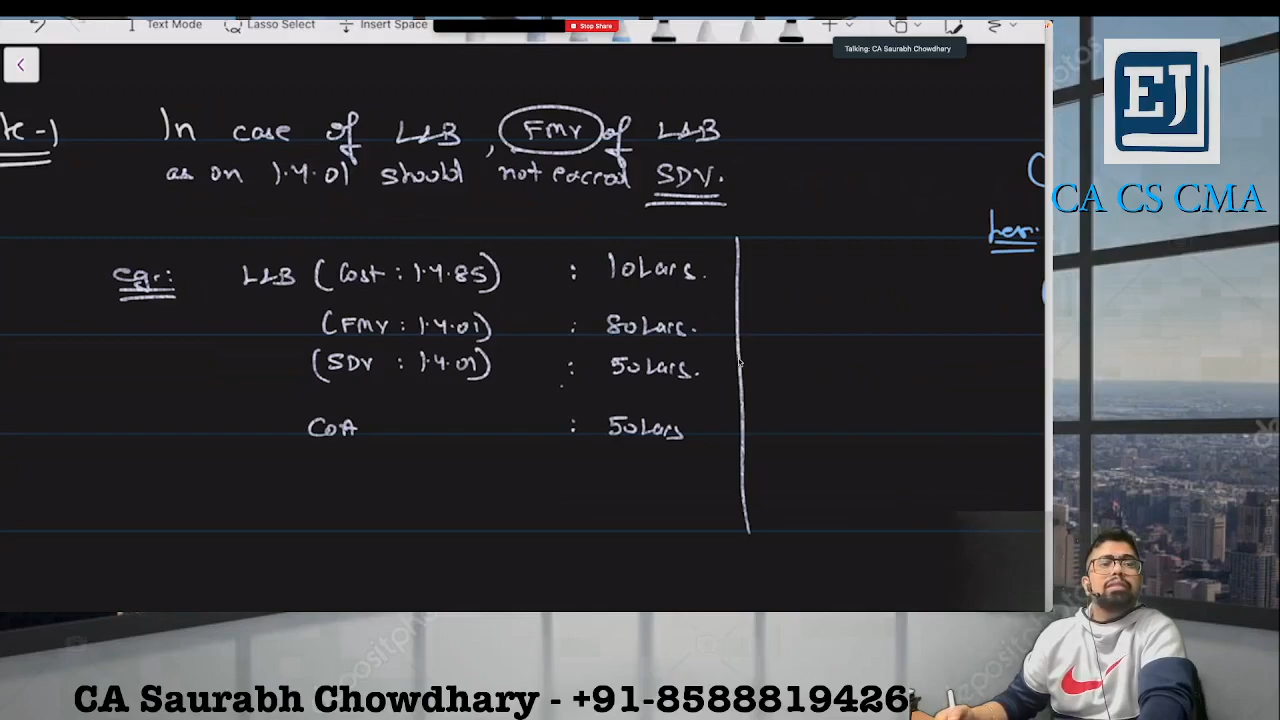 Text Mode Lasso Select Insert Space
Stop Share
Talking: CA Saurabh Chowdhary
EJ
CA CS CMA
In case of L&B, FMV of L&B
as on 1.4.01 should not exceed SDV.
eg: L&B (Cost : 1.4.85) : 10 Lacs.
(FMV : 1.4.01) : 80 Lacs.
(SDV : 1.4.01) : 50 Lacs.
COA : 50 Lacs
CA Saurabh Chowdhary - +91-8588819426